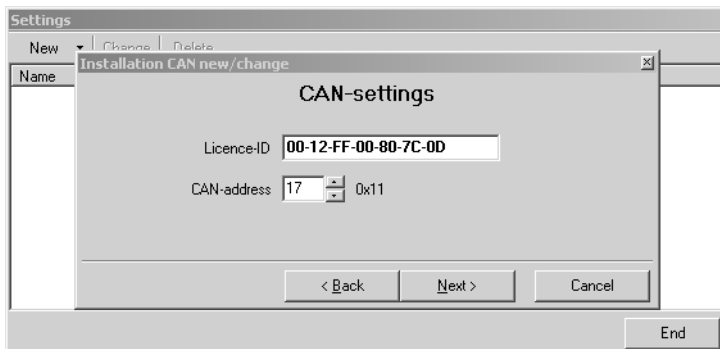 Settings
New Change Delete
Name
Installation CAN new/change
CAN-settings
Licence-ID 00-12-FF-00-80-7C-0D
CAN-address 17 0x11
< Back Next > Cancel
End